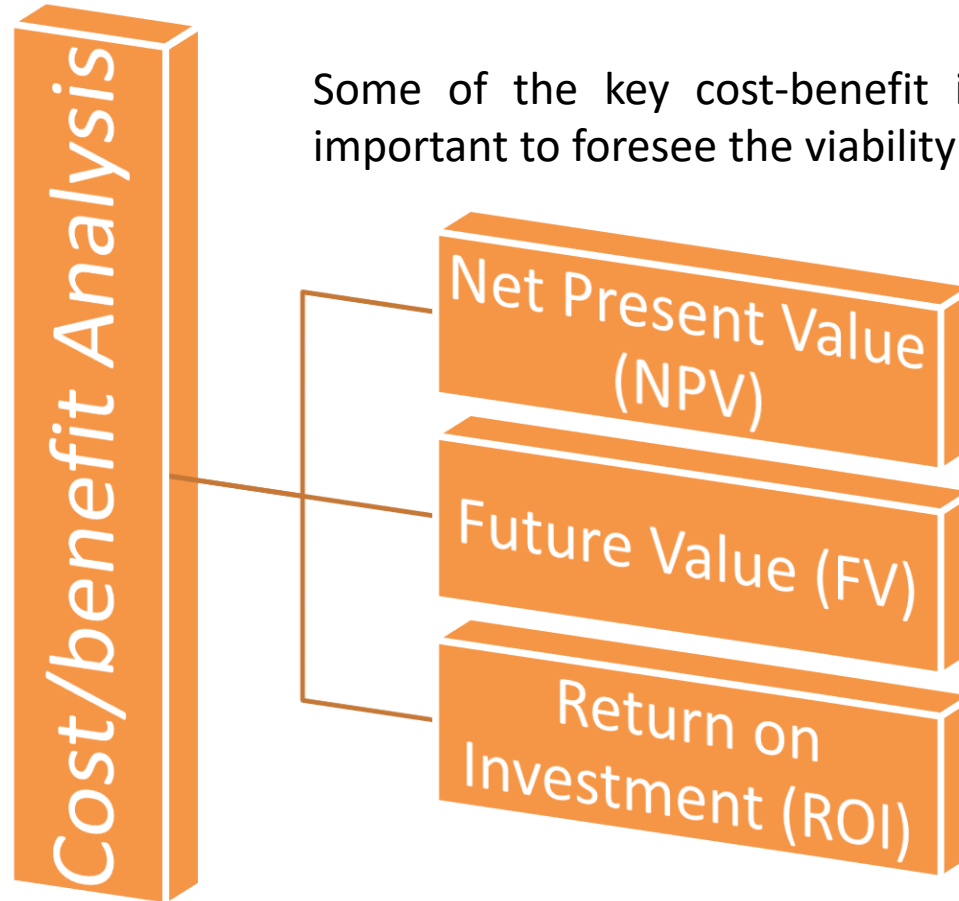 Cost/benefit Analysis
Some of the key cost-benefit
important to foresee the viability
Net Present Value
(NPV)
Future Value (FV)
Return on
Investment (ROI)